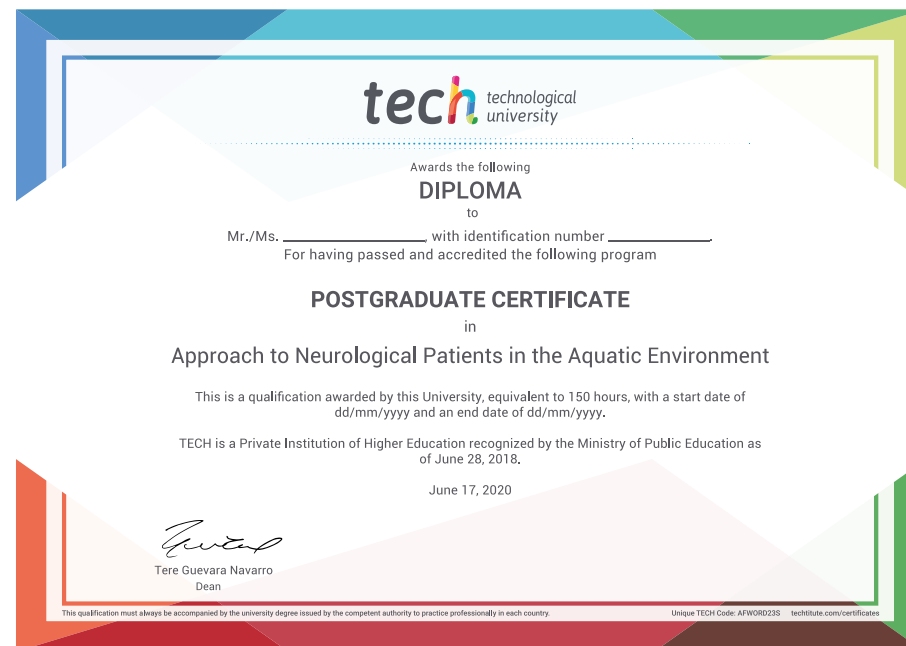 tech technological
university
Awards the following
DIPLOMA
to
Mr./Ms. ____________________, with identification number ______________.
For having passed and accredited the following program
POSTGRADUATE CERTIFICATE
in
Approach to Neurological Patients in the Aquatic Environment
This is a qualification awarded by this University, equivalent to 150 hours, with a start date of
dd/mm/yyyy and an end date of dd/mm/yyyy.
TECH is a Private Institution of Higher Education recognized by the Ministry of Public Education as
of June 28, 2018.
June 17, 2020
Tere Guevara Navarro
Dean
This qualification must always be accompanied by the university degree issued by the competent authority to practice professionally in each country. Unique TECH Code: AFWORD23S techtitute.com/certificates